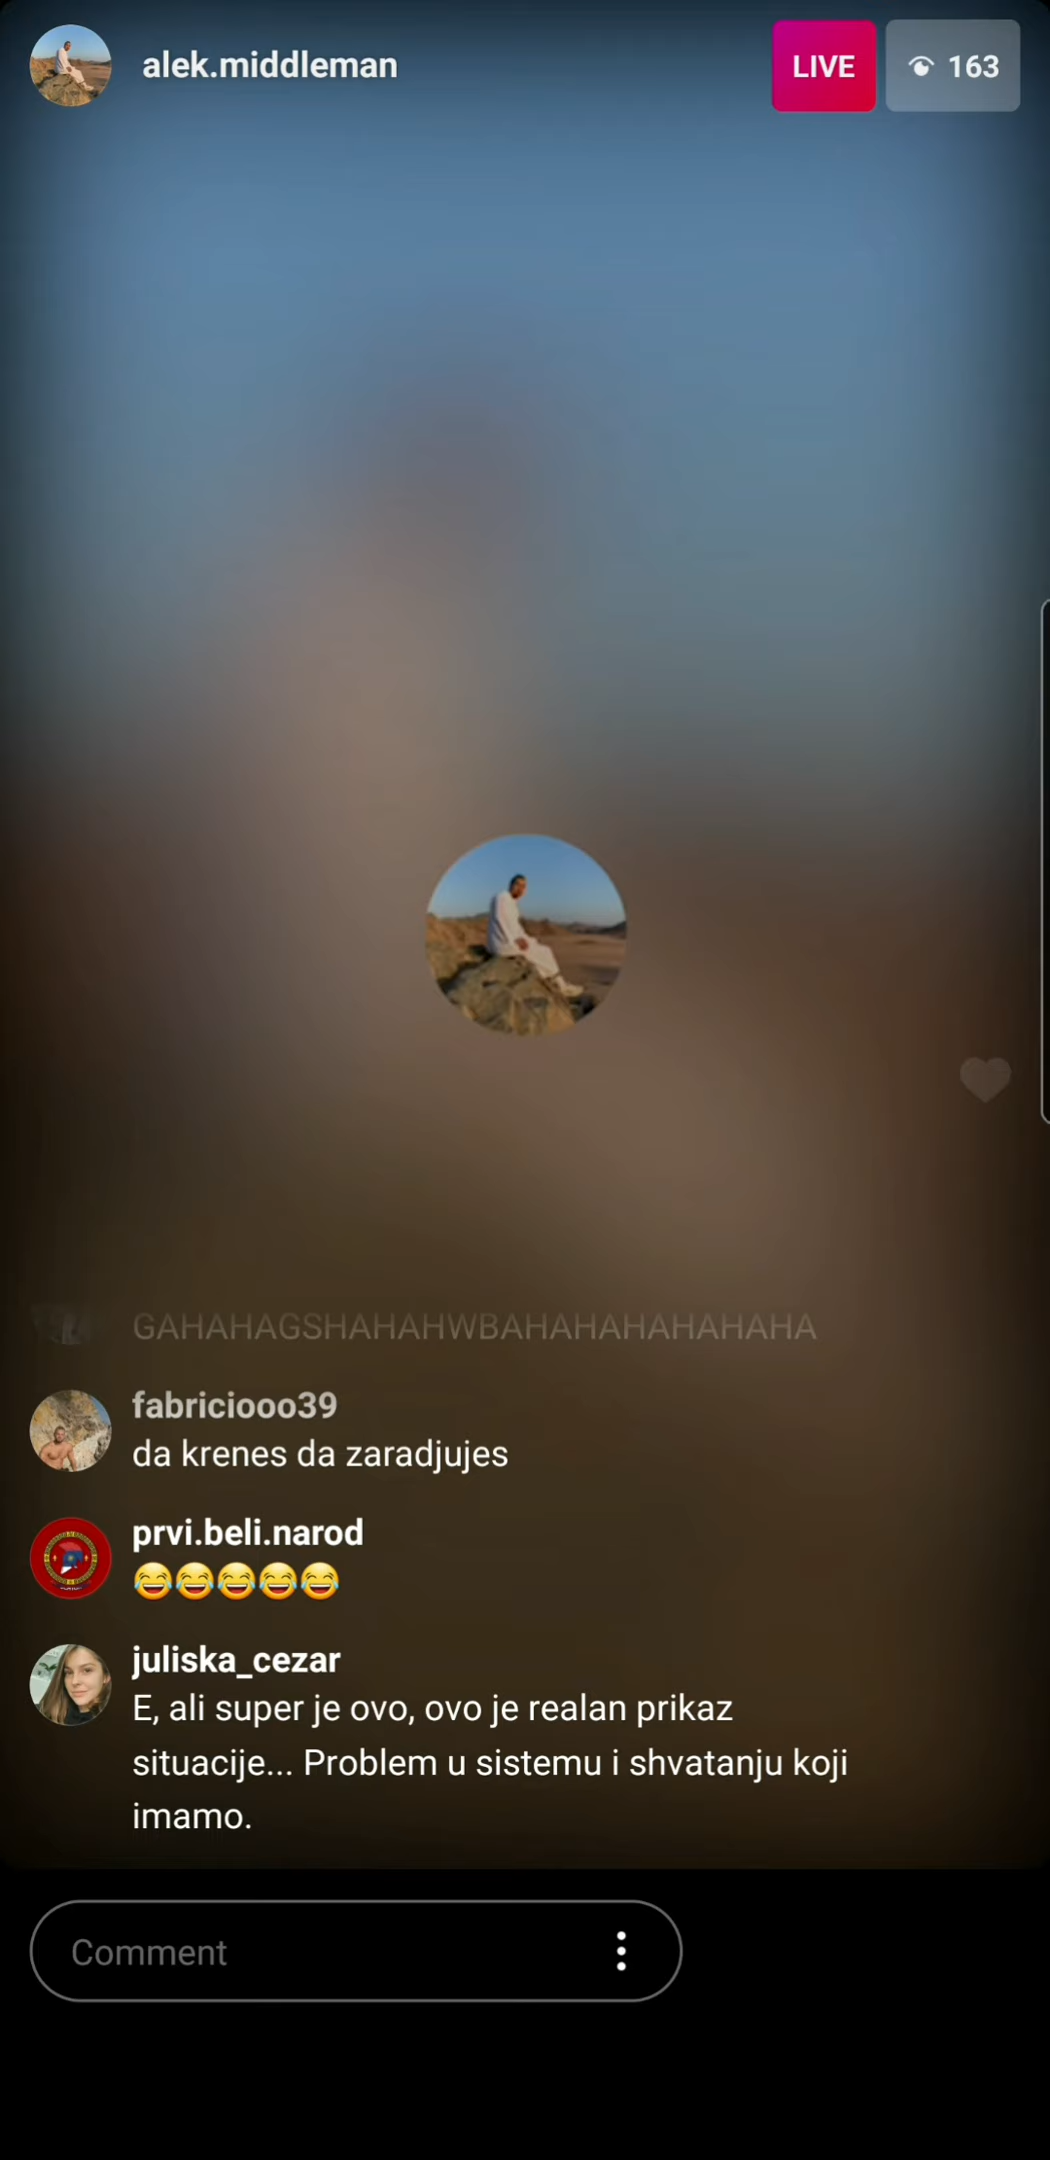 alek.middleman
LIVE
163
GAHAHAGSHAHAHWBAHAHAHAHAHAHA
fabriciooo39
da krenes da zaradjujes
prvi.beli.narod
😂😂😂😂😂
juliska_cezar
E, ali super je ovo, ovo je realan prikaz
situacije... Problem u sistemu i shvatanju koji
imamo.
Comment